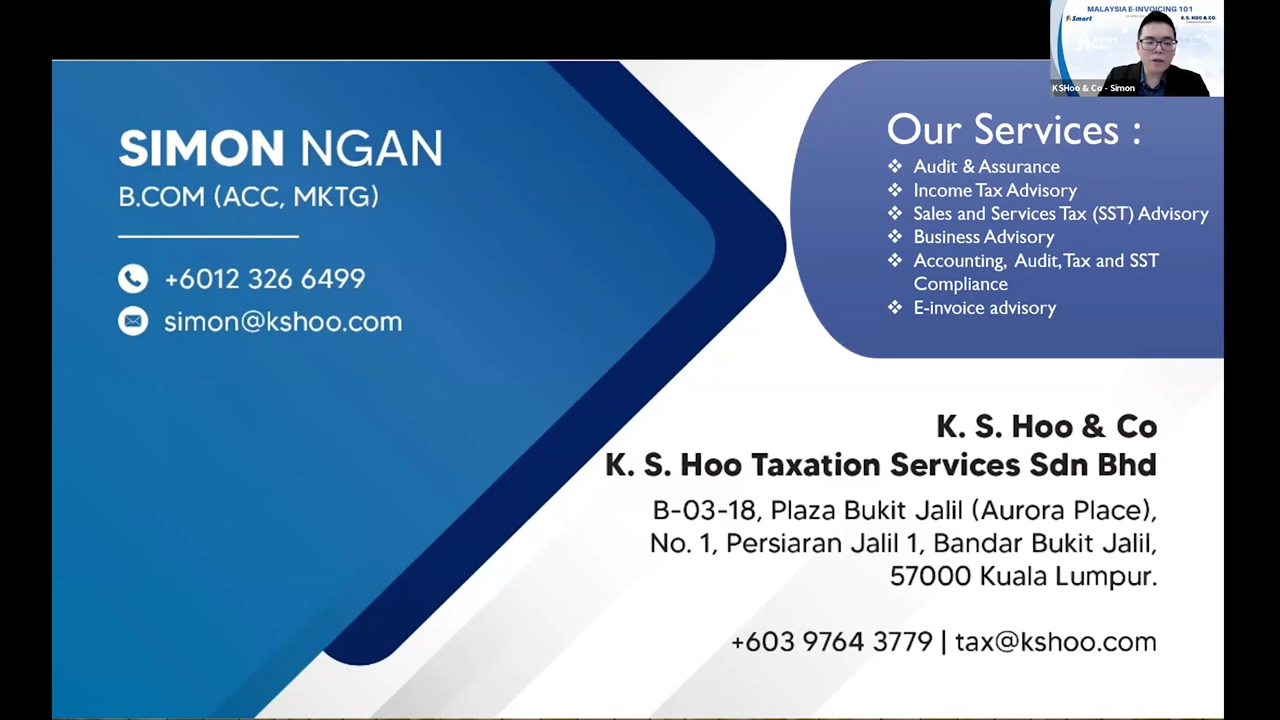 MALAYSIA E-INVOICING 101
Smart
K.S. HOO & CO.
KSHoo & Co - Simon
SIMON NGAN
B.COM (ACC, MKTG)
+6012 326 6499
simon@kshoo.com
Our Services :
❖ Audit & Assurance
❖ Income Tax Advisory
❖ Sales and Services Tax (SST) Advisory
❖ Business Advisory
❖ Accounting, Audit,Tax and SST
Compliance
❖ E-invoice advisory
K. S. Hoo & Co
K. S. Hoo Taxation Services Sdn Bhd
B-03-18, Plaza Bukit Jalil (Aurora Place),
No. 1, Persiaran Jalil 1, Bandar Bukit Jalil,
57000 Kuala Lumpur.
+603 9764 3779 | tax@kshoo.com